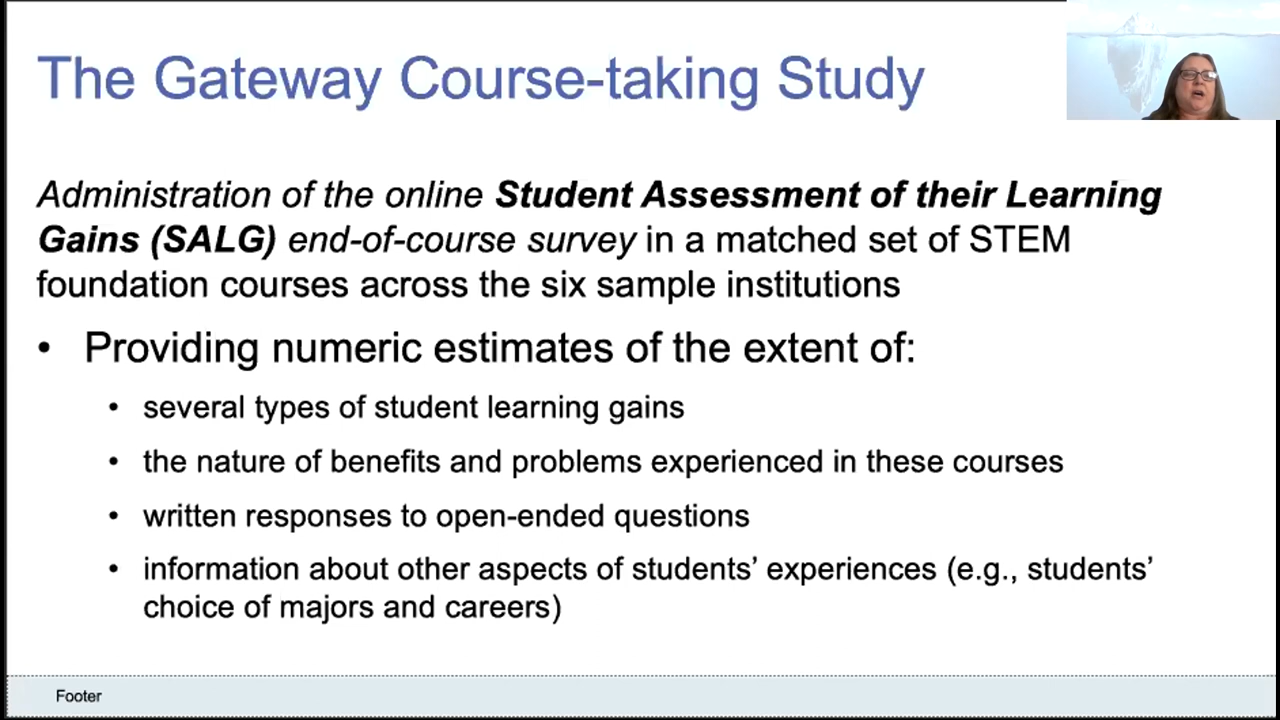 The Gateway Course-taking Study
Administration of the online Student Assessment of their Learning
Gains (SALG) end-of-course survey in a matched set of STEM
foundation courses across the six sample institutions
• Providing numeric estimates of the extent of:
• several types of student learning gains
• the nature of benefits and problems experienced in these courses
• written responses to open-ended questions
• information about other aspects of students’ experiences (e.g., students’
choice of majors and careers)
Footer